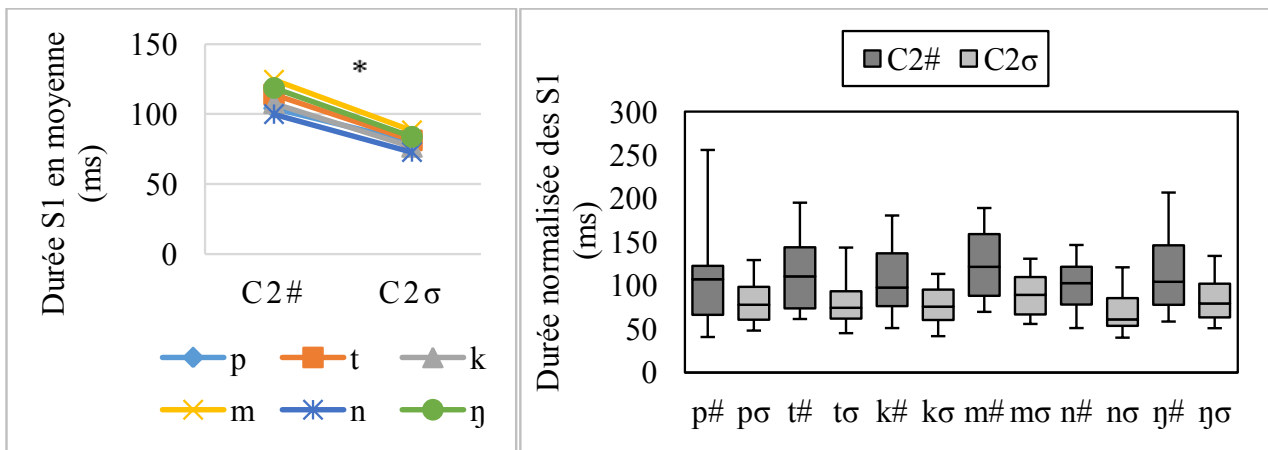 Durée S1 en moyenne
(ms)
150
100
50
0
*
C2# C2σ
p t k
m n ŋ
C2# C2σ
Durée normalisée des S1
(ms)
300
250
200
150
100
50
0
p# pσ t# tσ k# kσ m# mσ n# nσ ŋ# ŋσ